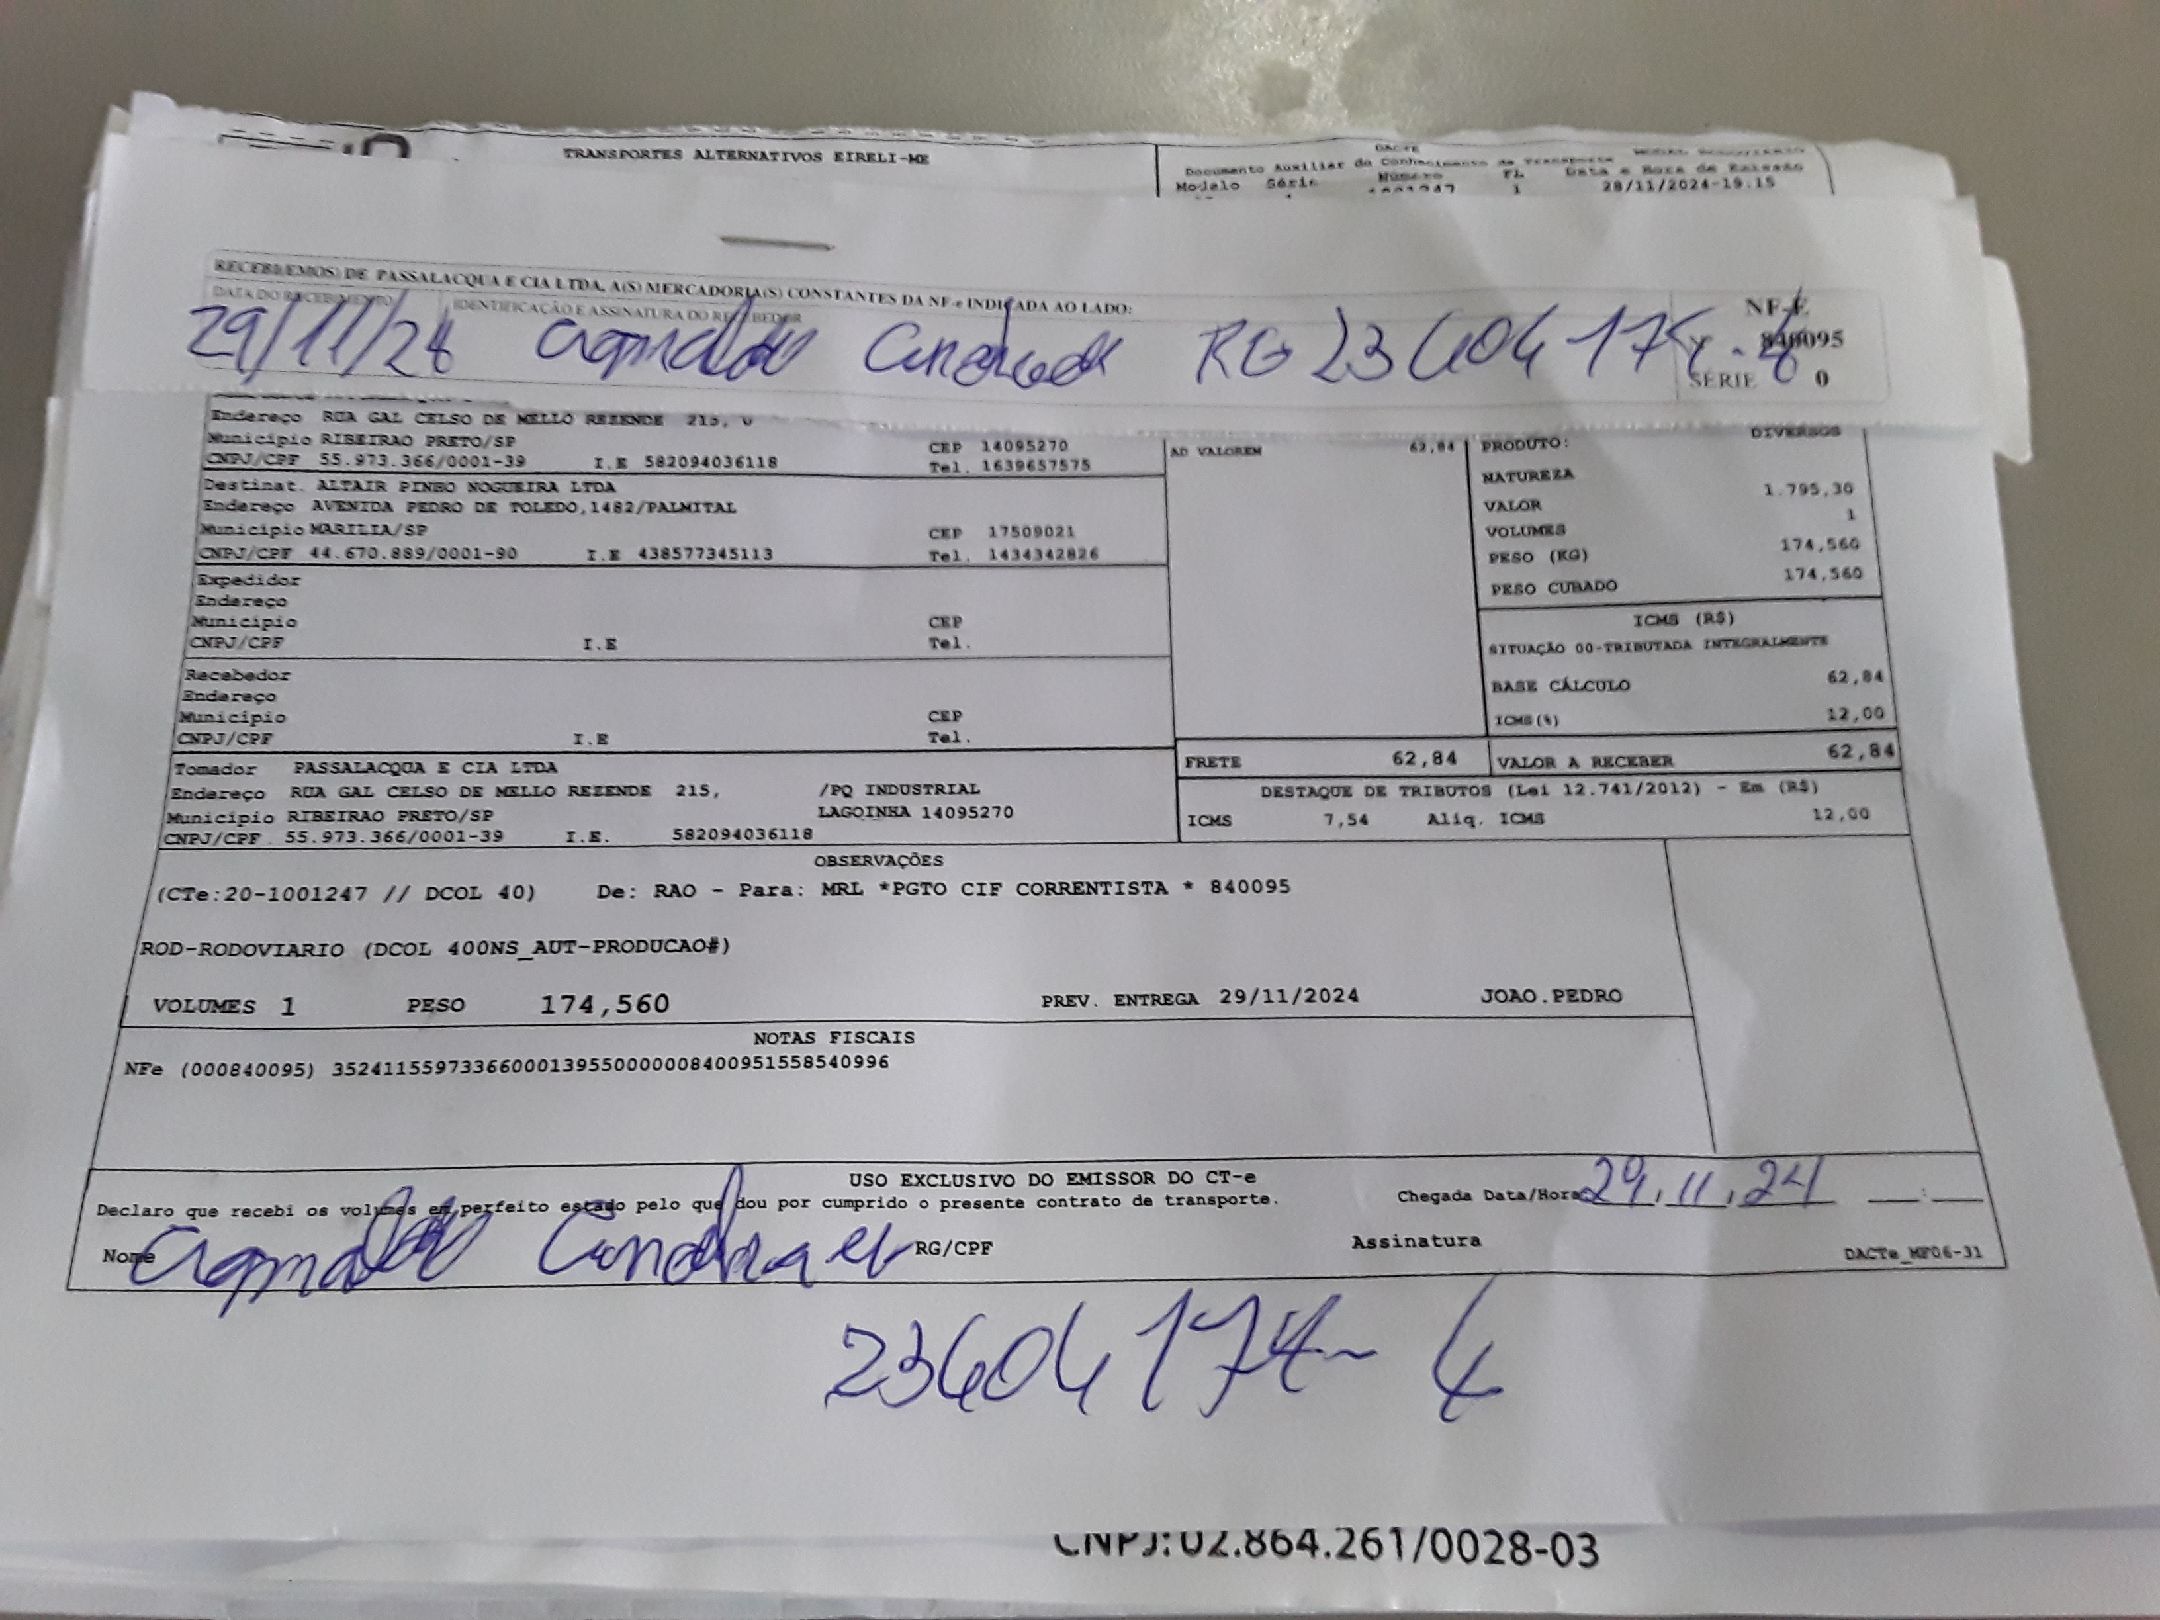 TRANSPORTES ALTERNATIVOS EIRELI-ME
DACTE
Documento Auxiliar do Conhecimento de Transporte
Modelo Série Número FL Data e Hora de Emissão
1001247 1 28/11/2024-19.15
RECEBEMOS) DE PASSALACQUA E CIA LTDA, A(S) MERCADORIA(S) CONSTANTES DA NF-e INDICADA AO LADO:
DATA DO RECEBIMENTO IDENTIFICAÇÃO E ASSINATURA DO RECEBEDOR
NF-E
840095
SÉRIE 0
29/11/24 RG 23604174-4
Endereço RUA GAL CELSO DE MELLO REZENDE 215, 0
Município RIBEIRAO PRETO/SP CEP 14095270
CNPJ/CPF 55.973.366/0001-39 I.E 582094036118 Tel. 1639657575
Destinat. ALTAIR PINHO NOGUEIRA LTDA
Endereço AVENIDA PEDRO DE TOLEDO,1482/PALMITAL
Município MARILIA/SP CEP 17509021
CNPJ/CPF 44.670.889/0001-90 I.E 438577345113 Tel. 1434342826
Expedidor
Endereço
Município CEP
CNPJ/CPF I.E Tel.
Recebedor
Endereço
Município CEP
CNPJ/CPF I.E Tel.
Tomador PASSALACQUA E CIA LTDA
Endereço RUA GAL CELSO DE MELLO REZENDE 215, /PQ INDUSTRIAL
Município RIBEIRAO PRETO/SP LAGOINHA 14095270
CNPJ/CPF 55.973.366/0001-39 I.E. 582094036118
AD VALOREM 62,84
PRODUTO: DIVERSOS
NATUREZA
VALOR 1.795,30
VOLUMES 1
PESO (KG) 174,560
PESO CUBADO 174,560
ICMS (R$)
SITUAÇÃO 00-TRIBUTADA INTEGRALMENTE
BASE CÁLCULO 62,84
ICMS(%) 12,00
FRETE 62,84 VALOR A RECEBER 62,84
DESTAQUE DE TRIBUTOS (Lei 12.741/2012) - Em (R$)
ICMS 7,54 Aliq. ICMS 12,00
OBSERVAÇÕES
(CTe:20-1001247 // DCOL 40) De: RAO - Para: MRL *PGTO CIF CORRENTISTA * 840095
ROD-RODOVIARIO (DCOL 400NS_AUT-PRODUCAO#)
VOLUMES 1 PESO 174,560 PREV. ENTREGA 29/11/2024 JOAO.PEDRO
NOTAS FISCAIS
NFe (000840095) 35241155973366000139550000008400951558540996
USO EXCLUSIVO DO EMISSOR DO CT-e
Declaro que recebi os volumes em perfeito estado pelo que dou por cumprido o presente contrato de transporte. Chegada Data/Hora 29.11.24 :
Nome RG/CPF Assinatura DACTe_MF06-31
23604174-4
CNPJ:02.864.261/0028-03